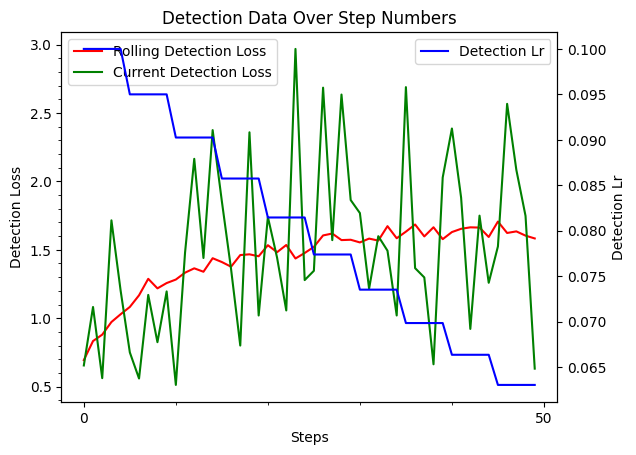 Detection Data Over Step Numbers
Rolling Detection Loss
Current Detection Loss
Detection Lr
3.0
2.5
2.0
1.5
1.0
0.5
Detection Loss
0.100
0.095
0.090
0.085
0.080
0.075
0.070
0.065
Detection Lr
0
50
Steps